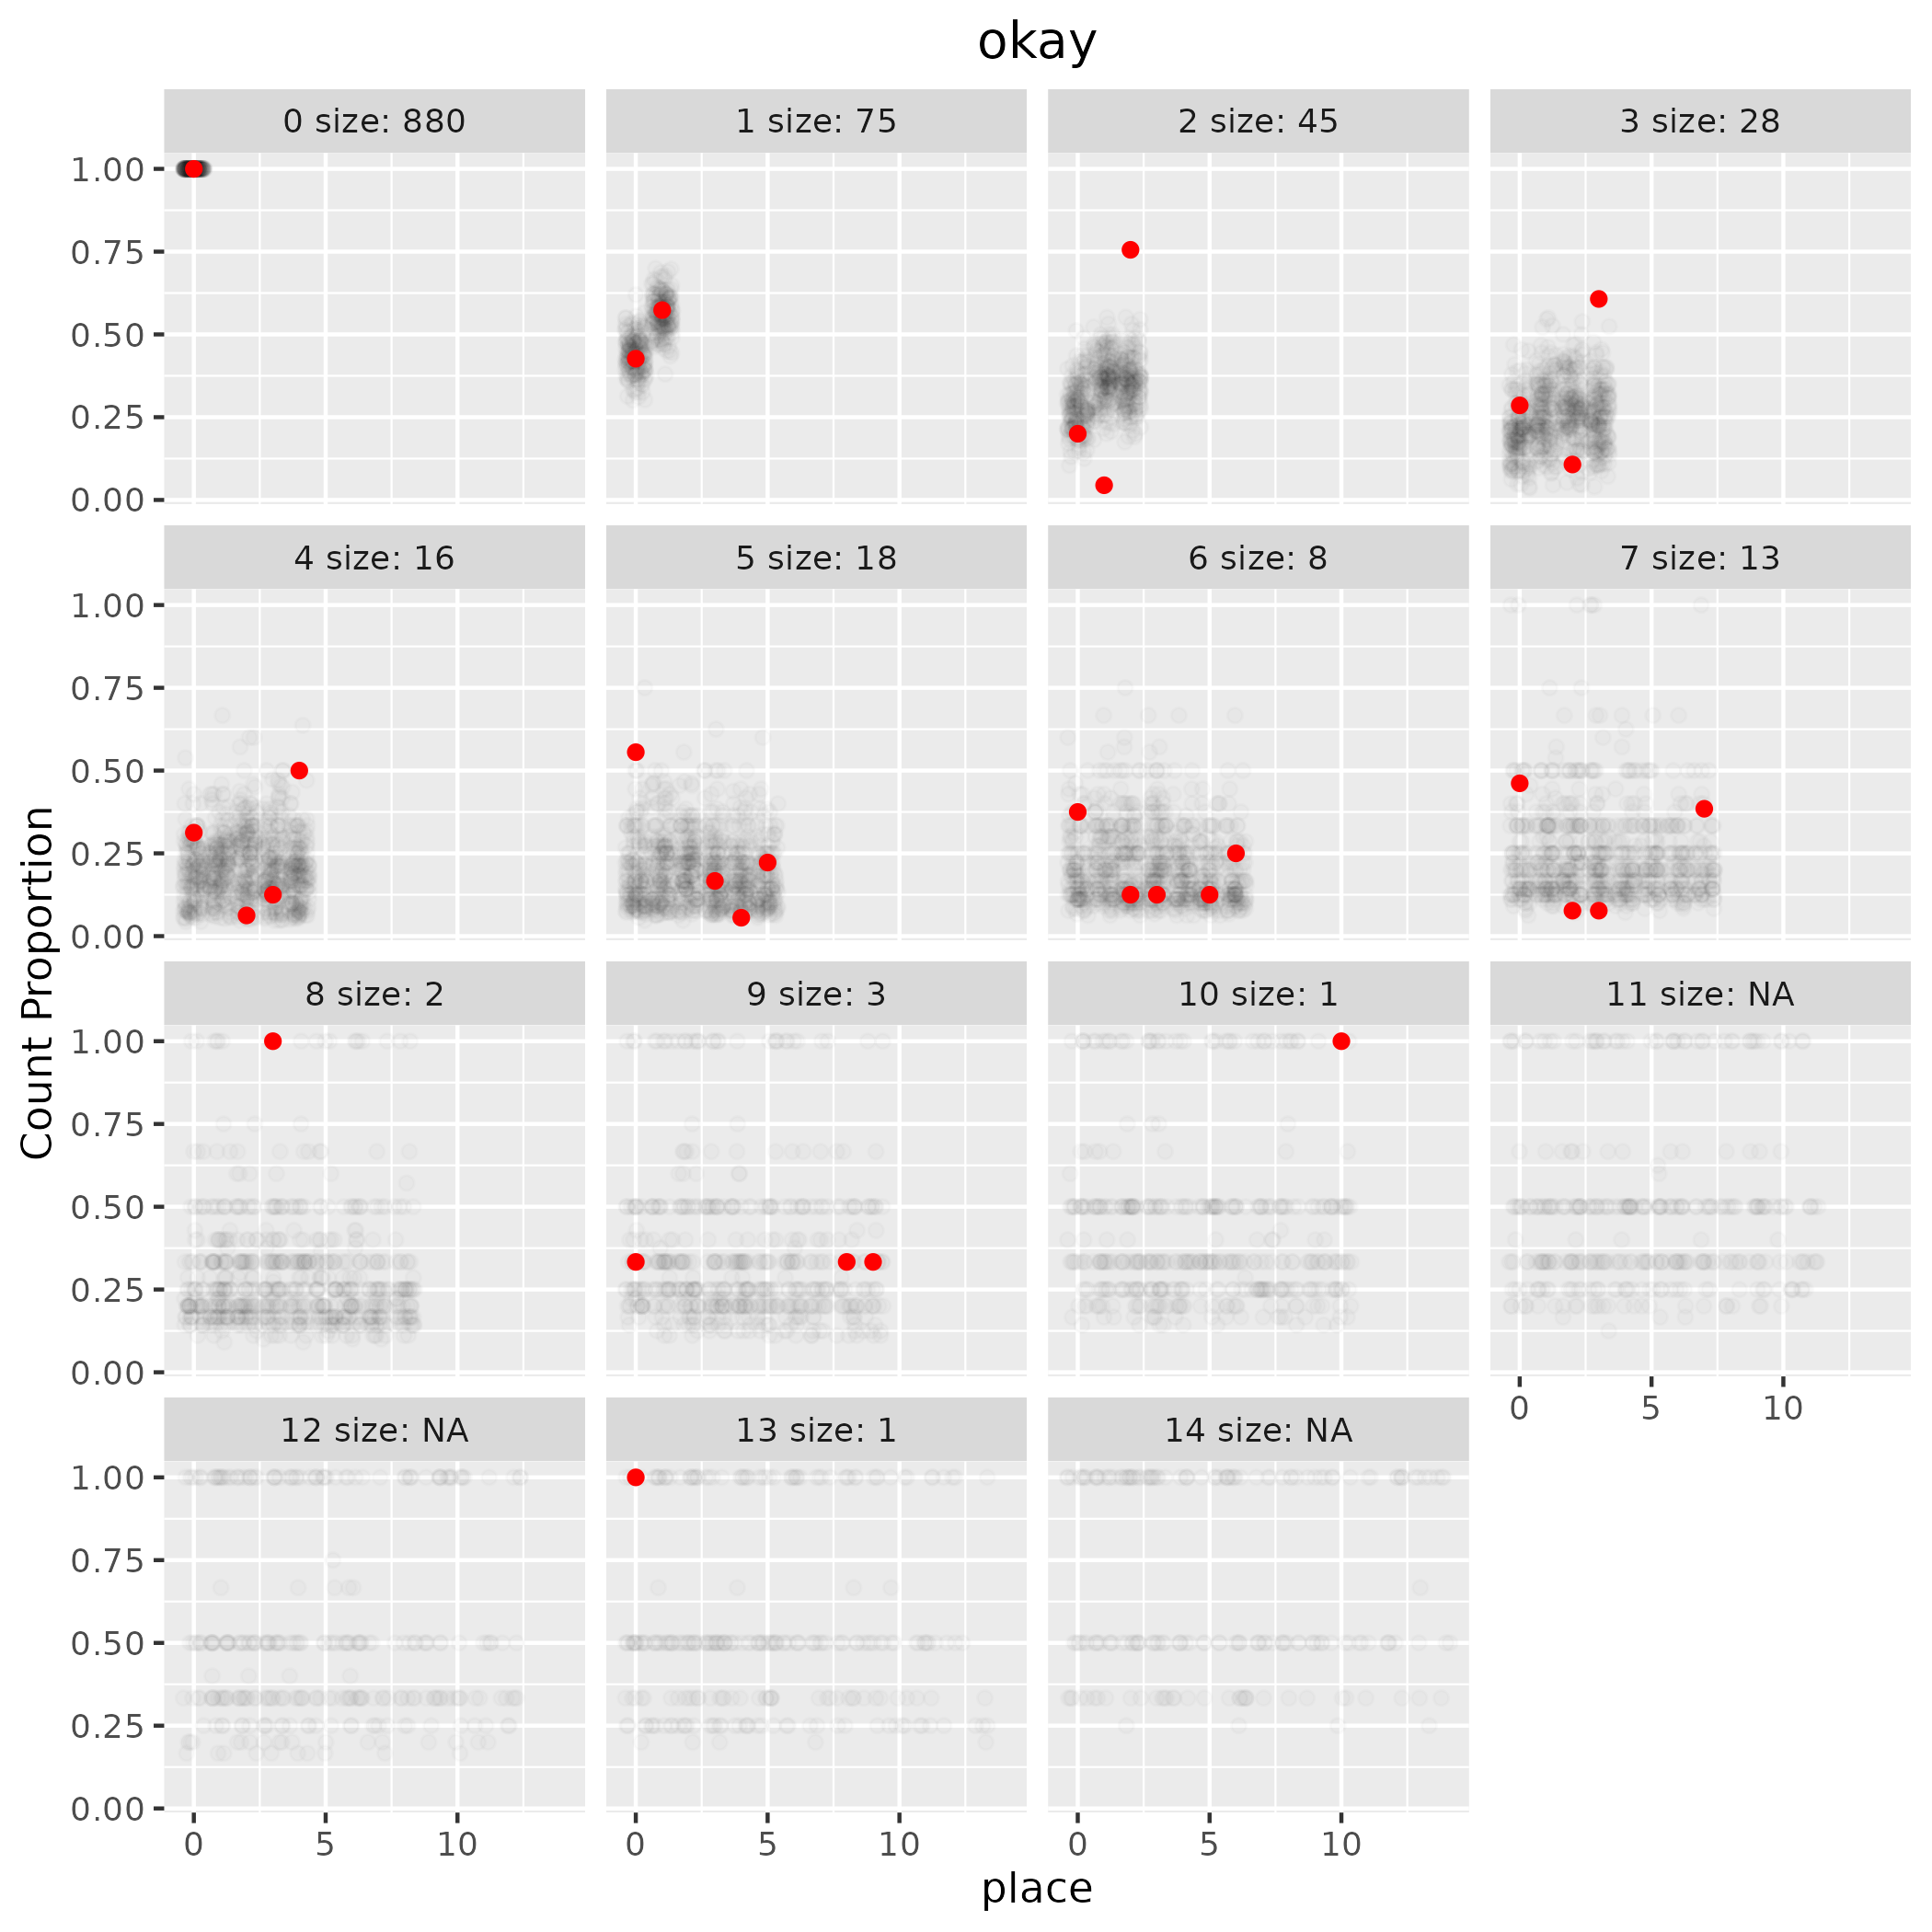 okay
0 size: 880
1 size: 75
2 size: 45
3 size: 28
1.00
0.75
0.50
0.25
0.00
4 size: 16
5 size: 18
6 size: 8
7 size: 13
1.00
0.75
0.50
0.25
0.00
Count Proportion
8 size: 2
9 size: 3
10 size: 1
11 size: NA
1.00
0.75
0.50
0.25
0.00
0 5 10
12 size: NA
13 size: 1
14 size: NA
1.00
0.75
0.50
0.25
0.00
0 5 10
0 5 10
0 5 10
place